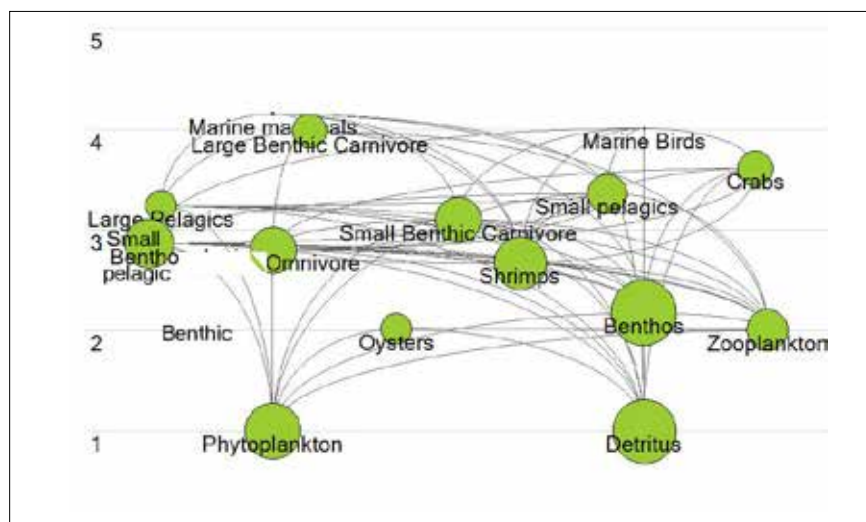 5
4
Marine mammals
Large Benthic Carnivore
Marine Birds
Crabs
Large Pelagics
Small pelagics
3
Small
Bentho
pelagic
Small Benthic Carnivore
Omnivore
Shrimps
2
Benthic
Oysters
Benthos
Zooplankton
1
Phytoplankton
Detritus